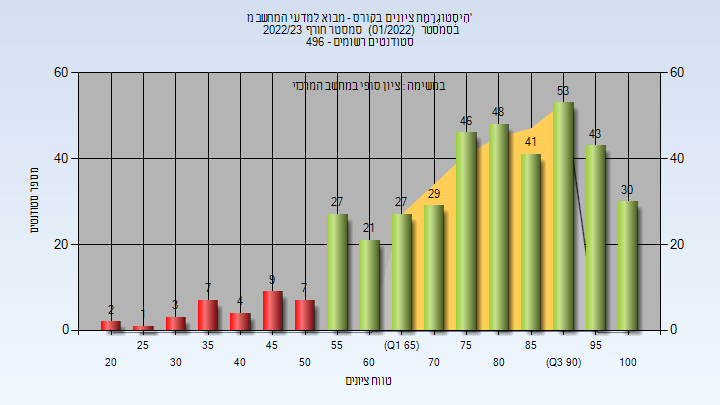 הִיסְטוֹגְרָמַת ציונים בקורס - מבוא למדעי המחשב מ'
בסמסטר (01/2022) סמסטר חורף 2022/23
סטודנטים רשומים - 496
במשימה : ציון סופי במחשב המרכזי
60 60
40 40
20 20
0 0
מספר סטודנטים
2 1 3 7 4 9 7 27 21 27 29 46 48 41 53 43 30
25 35 45 55 (Q1 65) 75 85 95
20 30 40 50 60 70 80 (Q3 90) 100
טווח ציונים